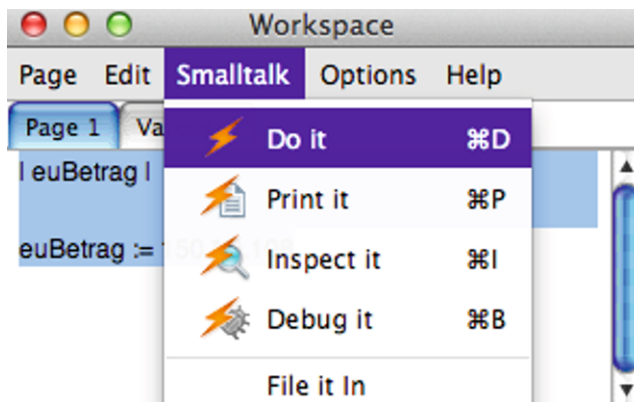 Workspace
Page Edit Smalltalk Options Help
Page 1 Va
Do it ⌘D
| euBetrag |
Print it ⌘P
euBetrag :=
Inspect it ⌘I
Debug it ⌘B
File it In